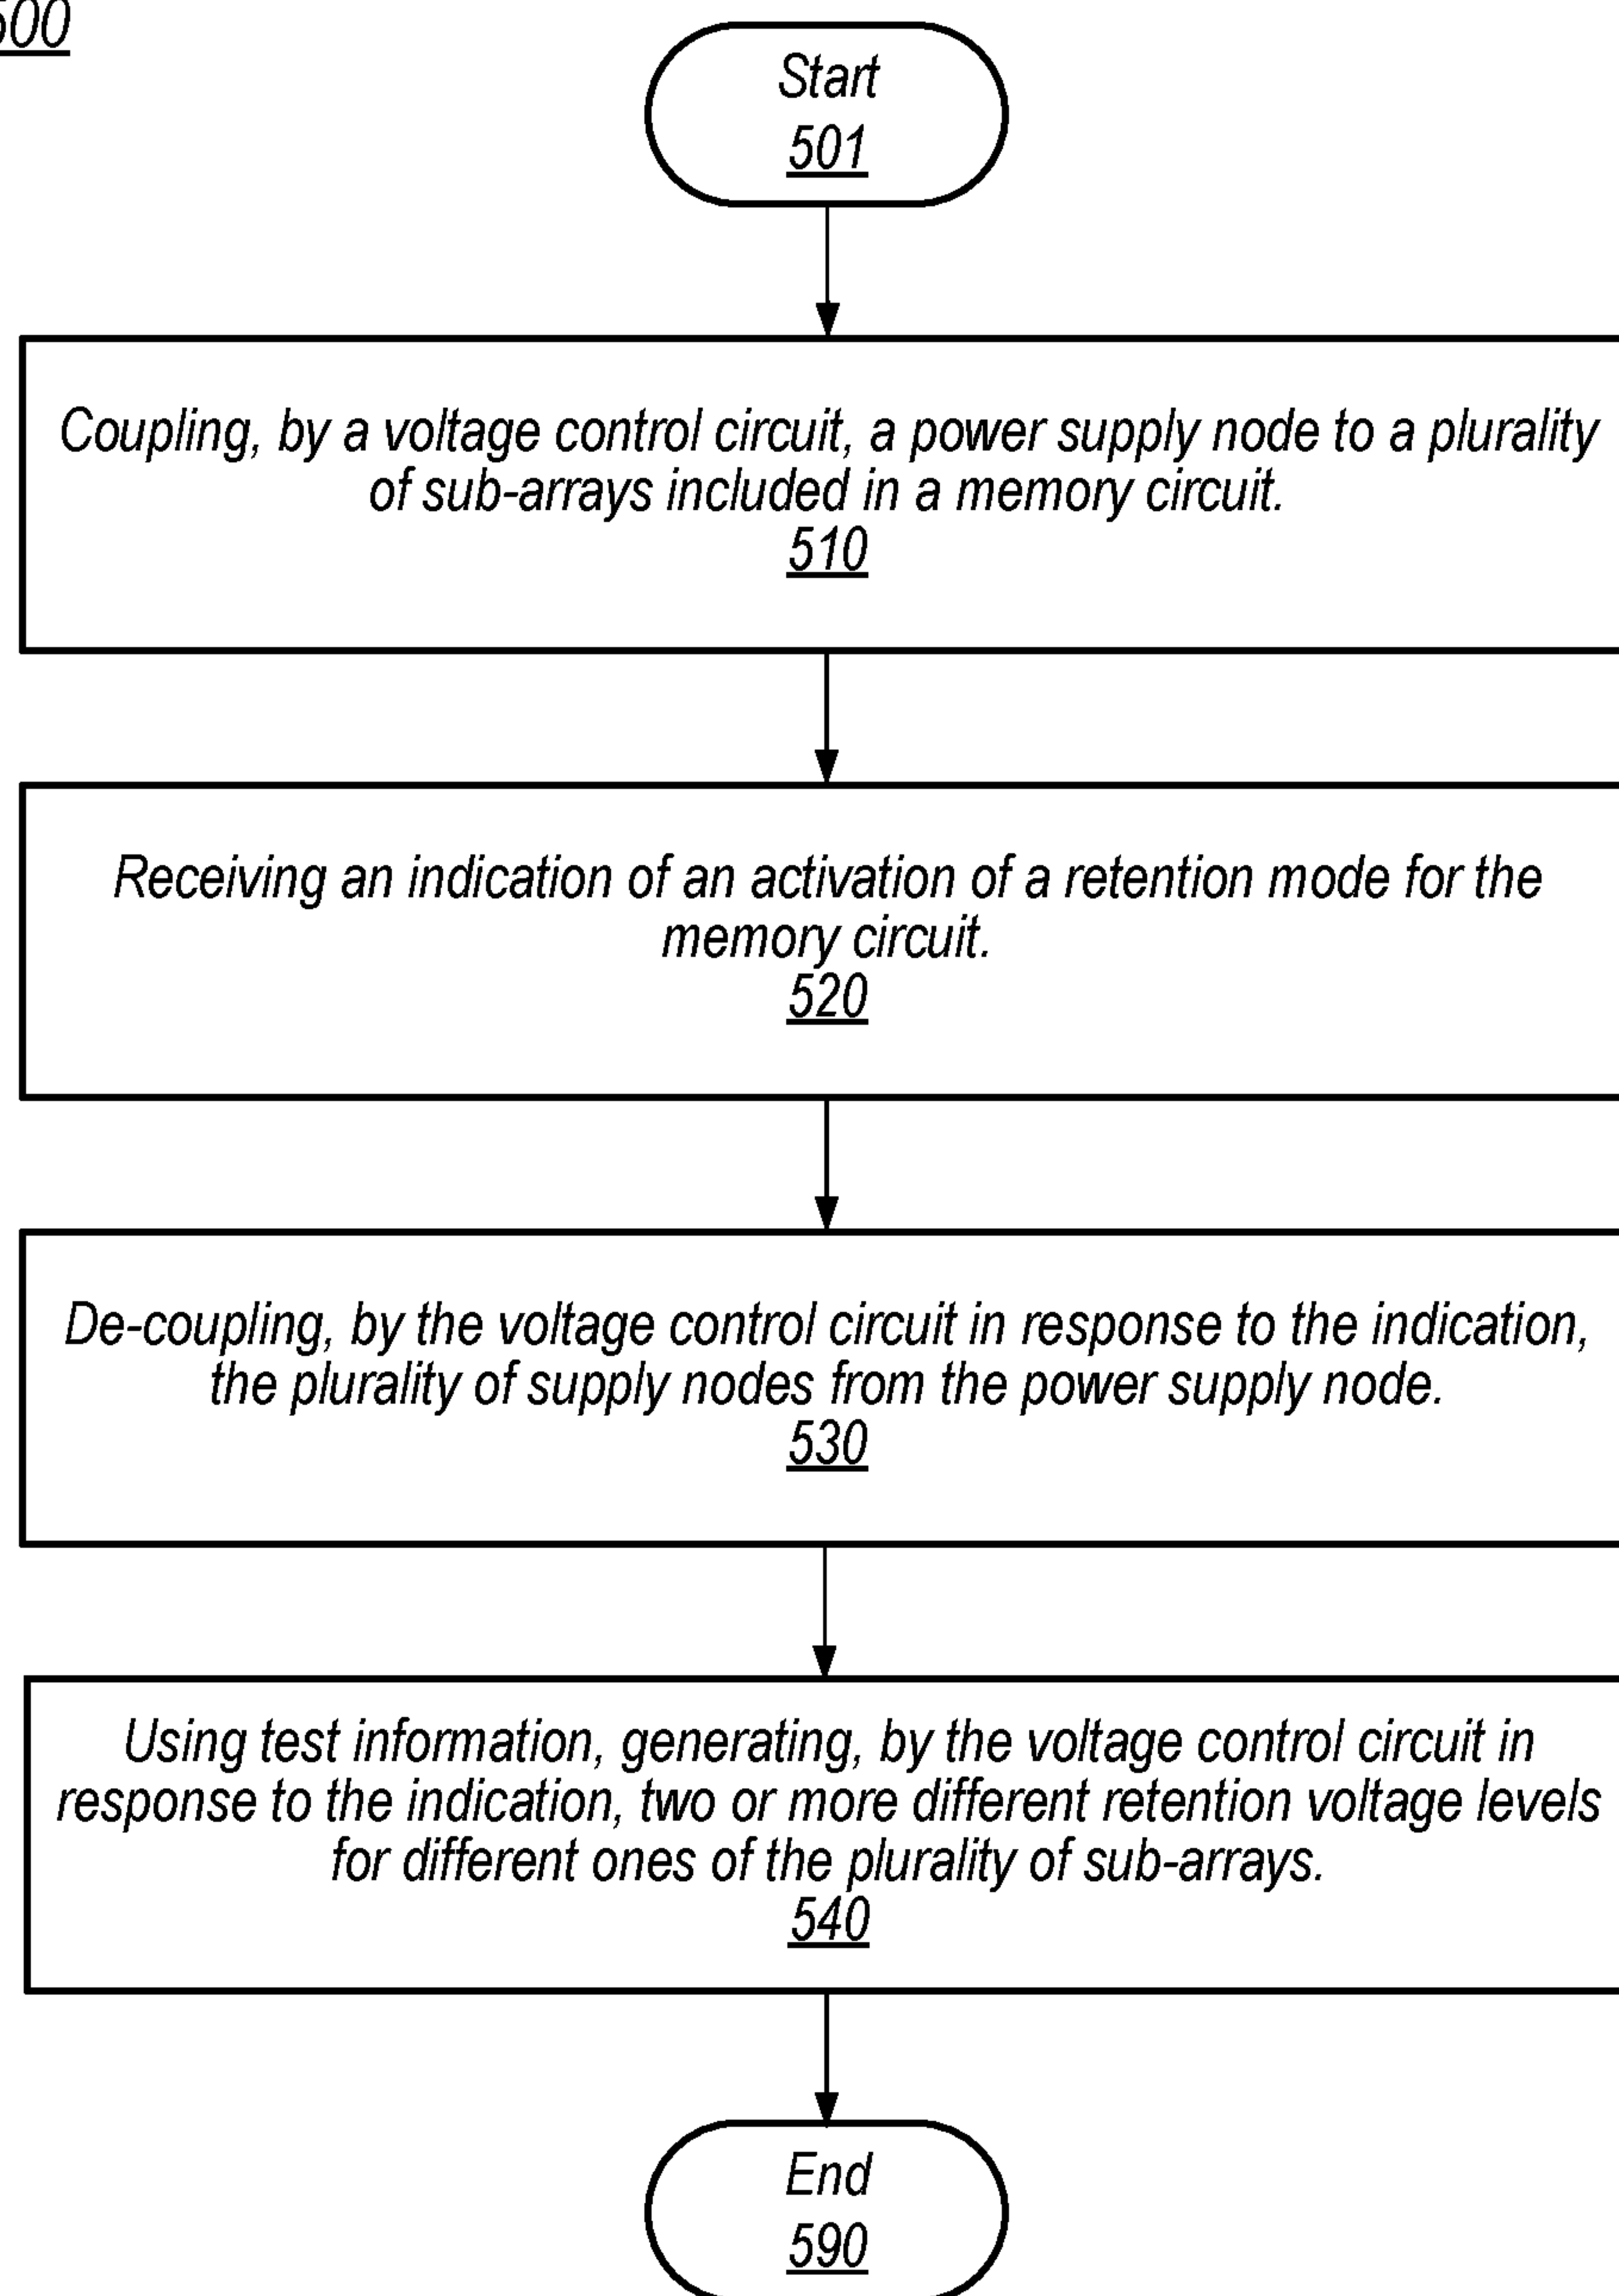 500
Start
501
Coupling, by a voltage control circuit, a power supply node to a plurality
of sub-arrays included in a memory circuit.
510
Receiving an indication of an activation of a retention mode for the
memory circuit.
520
De-coupling, by the voltage control circuit in response to the indication,
the plurality of supply nodes from the power supply node.
530
Using test information, generating, by the voltage control circuit in
response to the indication, two or more different retention voltage levels
for different ones of the plurality of sub-arrays.
540
End
590